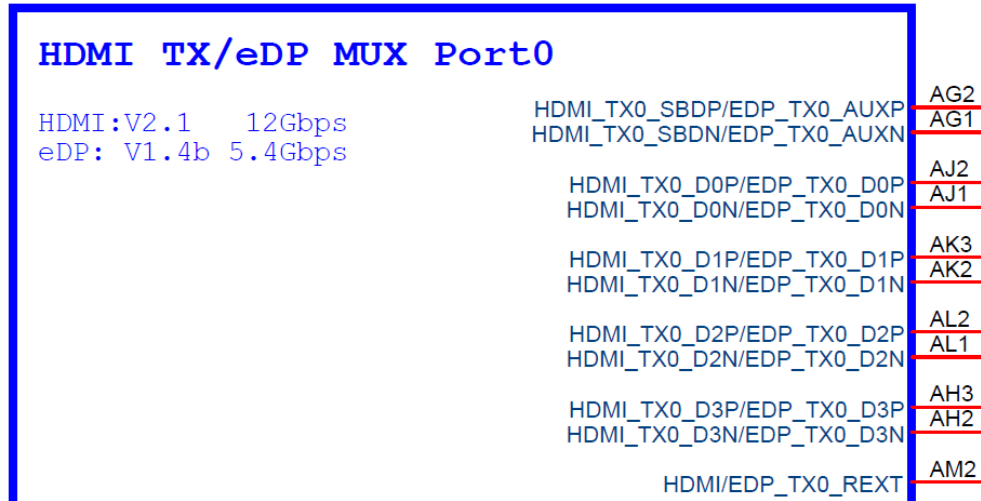 HDMI TX/eDP MUX Port0
HDMI:V2.1 12Gbps
eDP: V1.4b 5.4Gbps
HDMI_TX0_SBDP/EDP_TX0_AUXP AG2
HDMI_TX0_SBDN/EDP_TX0_AUXN AG1
HDMI_TX0_D0P/EDP_TX0_D0P AJ2
HDMI_TX0_D0N/EDP_TX0_D0N AJ1
HDMI_TX0_D1P/EDP_TX0_D1P AK3
HDMI_TX0_D1N/EDP_TX0_D1N AK2
HDMI_TX0_D2P/EDP_TX0_D2P AL2
HDMI_TX0_D2N/EDP_TX0_D2N AL1
HDMI_TX0_D3P/EDP_TX0_D3P AH3
HDMI_TX0_D3N/EDP_TX0_D3N AH2
HDMI/EDP_TX0_REXT AM2